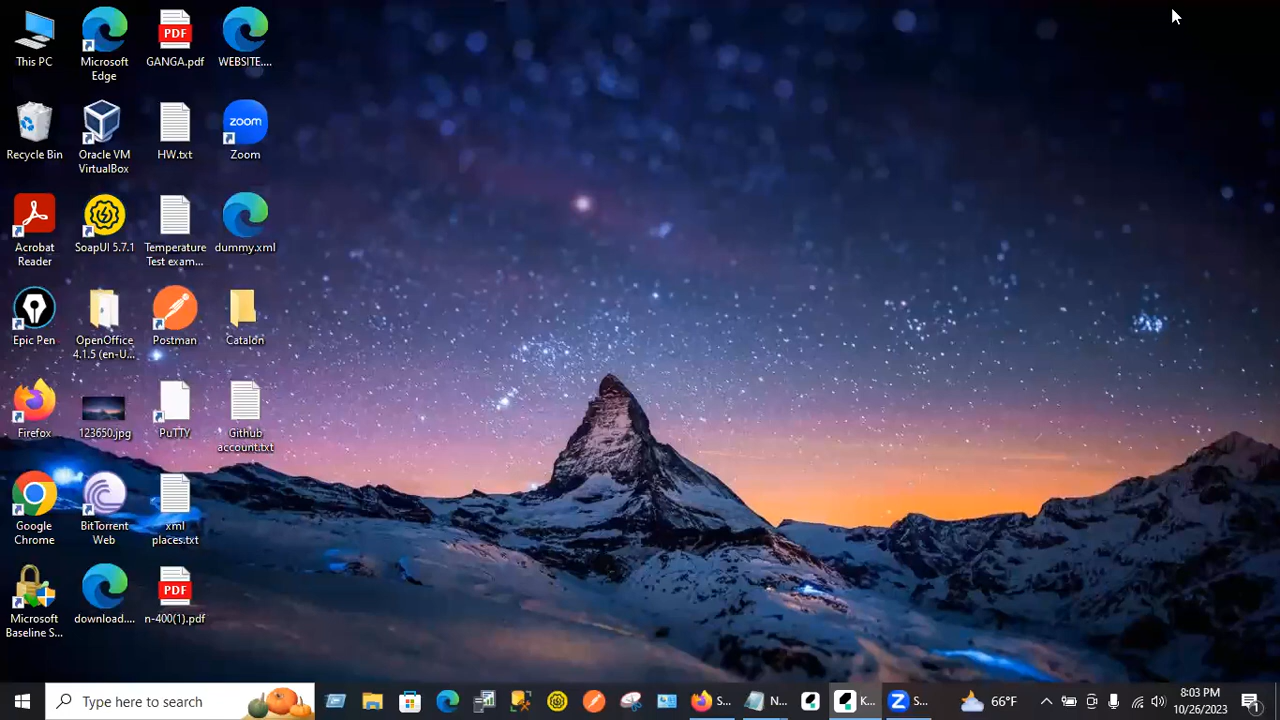 This PC
Microsoft
Edge
PDF
GANGA.pdf
WEBSITE....
Recycle Bin
Oracle VM
VirtualBox
HW.txt
zoom
Zoom
Acrobat
Reader
SoapUI 5.7.1
Temperature
Test exam...
dummy.xml
Epic Pen
OpenOffice
4.1.5 (en-U...
Postman
Catalon
Firefox
123650.jpg
PuTTY
Github
account.txt
Google
Chrome
BitTorrent
Web
xml
places.txt
Microsoft
Baseline S...
download....
PDF
n-400(1).pdf
Type here to search
S...
N...
K...
S...
66°F
8:03 PM
10/26/2023
1